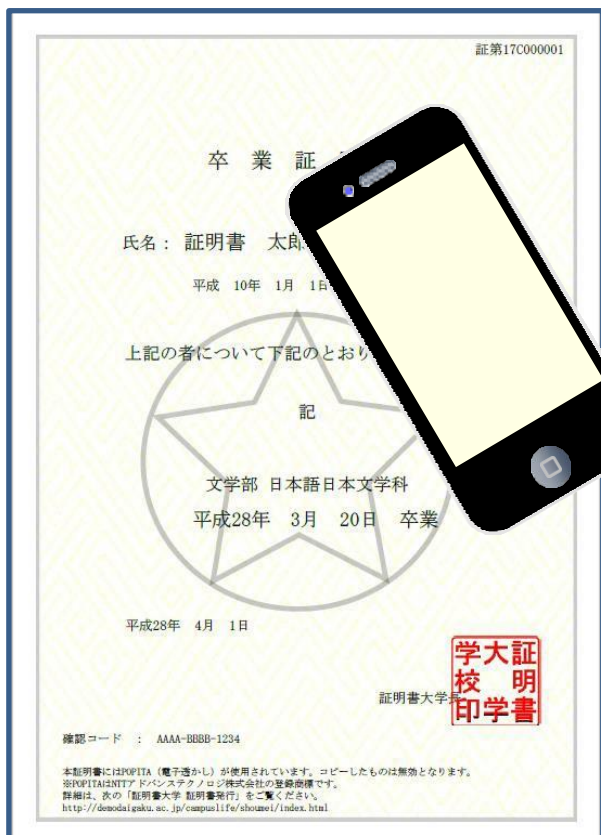 証第17C000001
卒 業 証
氏名： 証明書 太郎
平成 10年 1月 1日
上記の者について下記のとおり
記
文学部 日本語日本文学科
平成28年 3月 20日 卒業
平成28年 4月 1日
証明書大学長
証明書大学校印
確認コード ： AAAA-BBBB-1234
本証明書にはPOPITA（電子透かし）が使用されています。コピーしたものは無効となります。
※POPITAはNTTアドバンステクノロジ株式会社の登録商標です。
詳細は、次の「証明書大学 証明書発行」をご覧ください。
http://demodaigaku.ac.jp/campuslife/shoumei/index.html